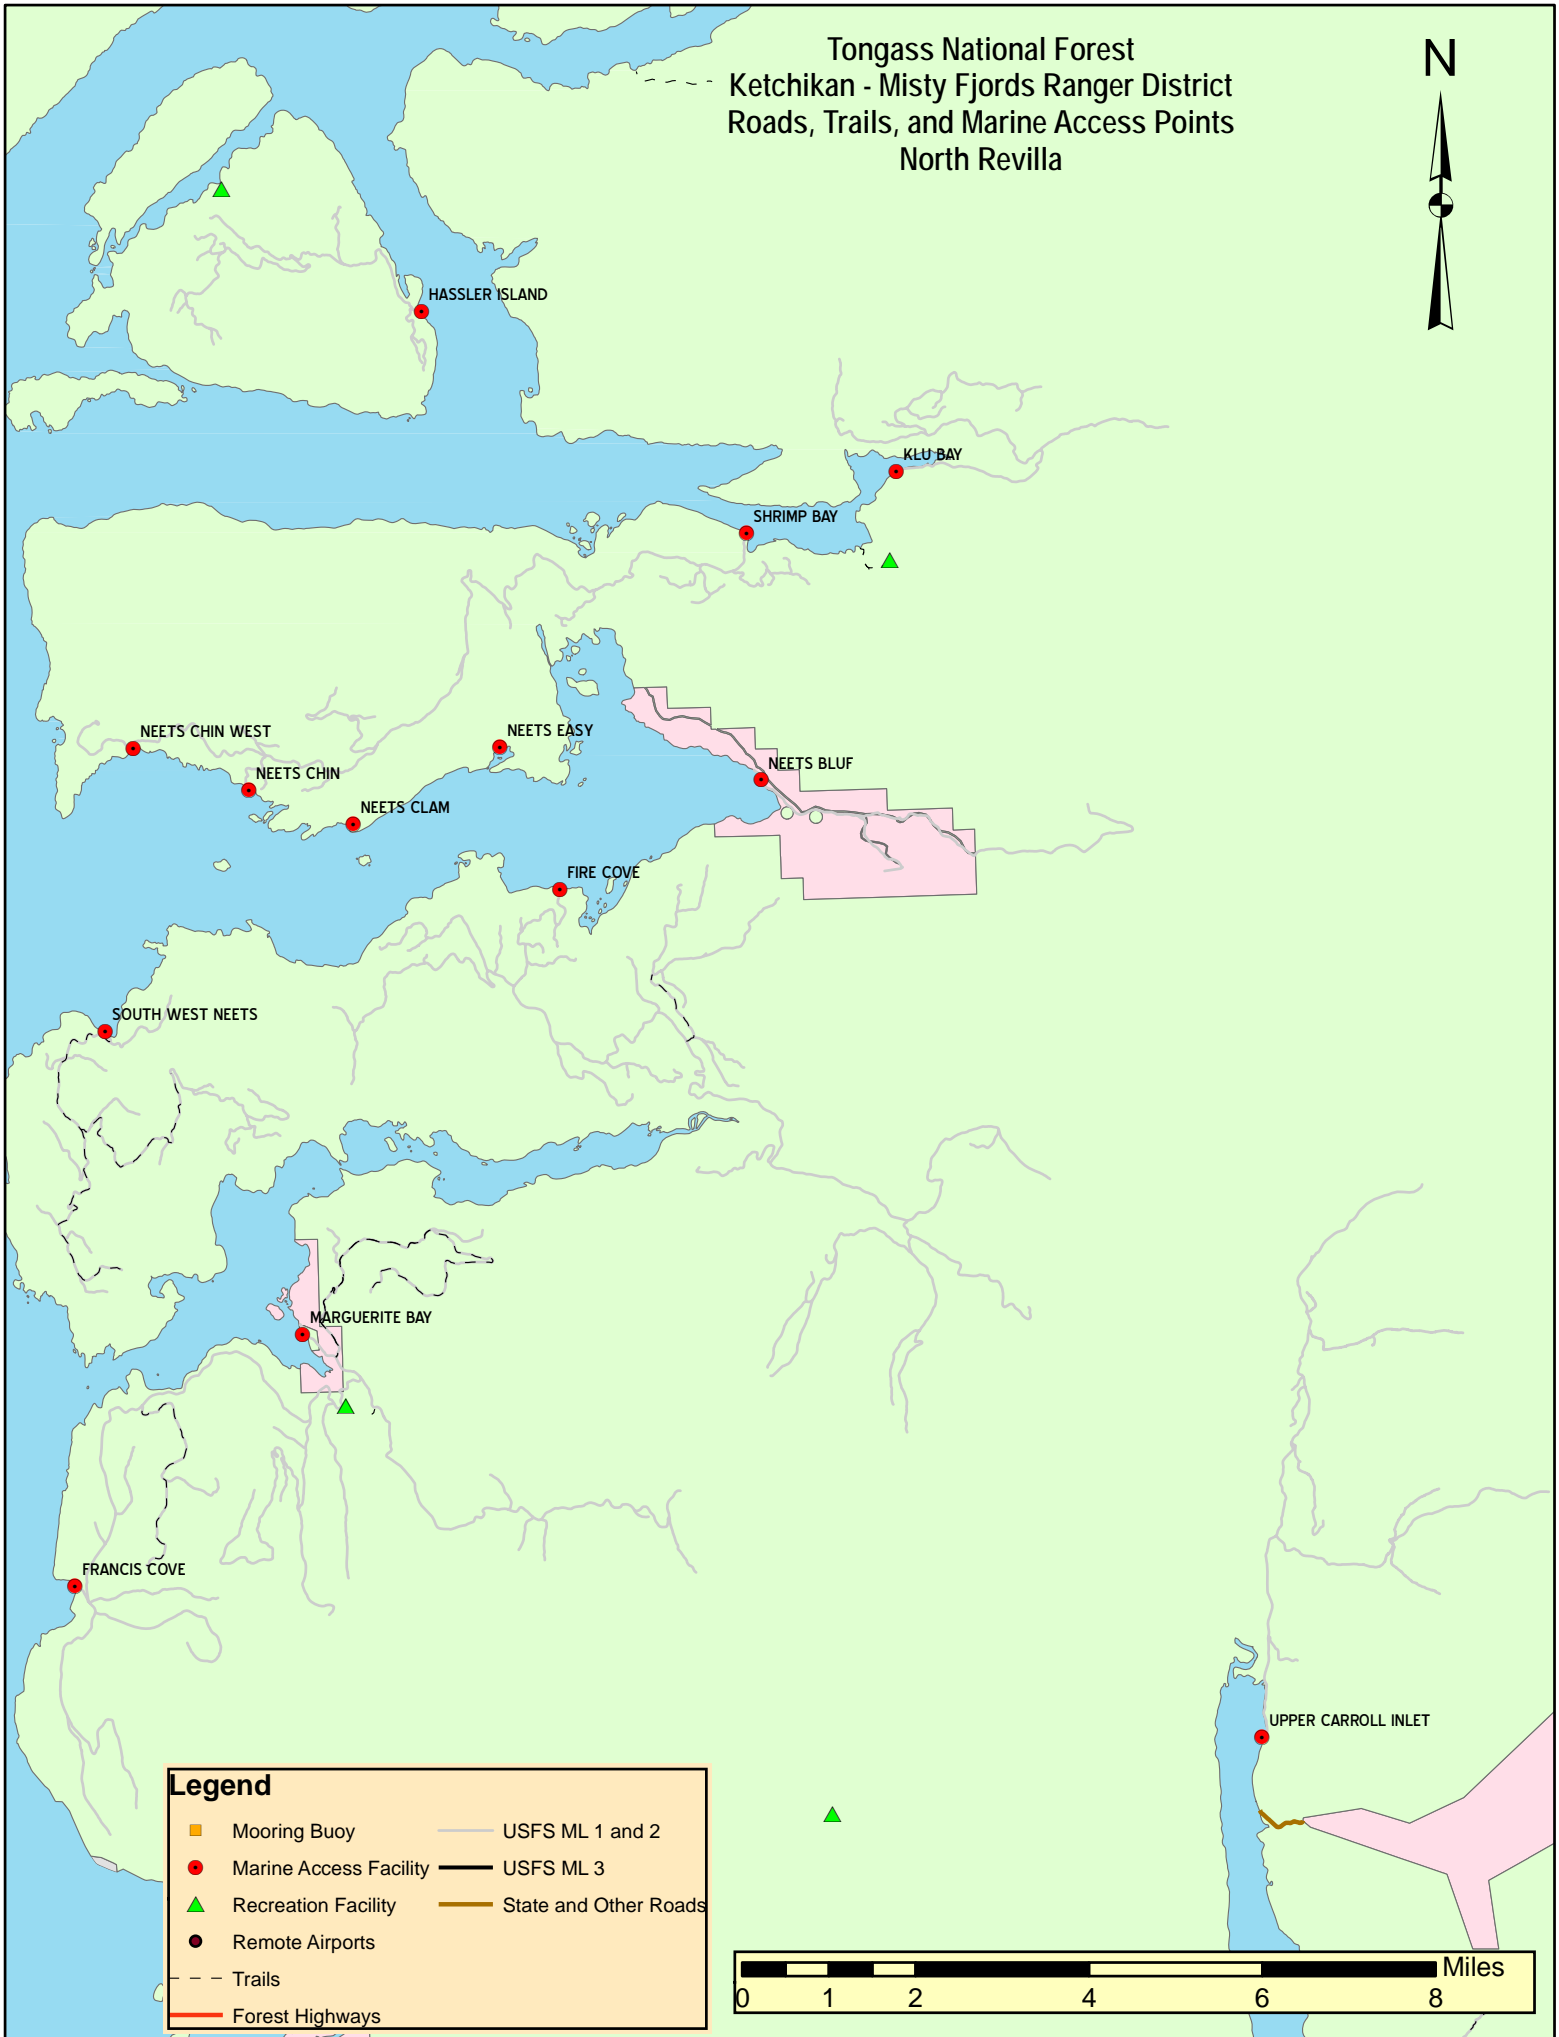 Tongass National Forest
Ketchikan - Misty Fjords Ranger District
Roads, Trails, and Marine Access Points
North Revilla
N
HASSLER ISLAND
KLU BAY
SHRIMP BAY
NEETS CHIN WEST
NEETS EASY
NEETS BLUF
NEETS CHIN
NEETS CLAM
FIRE COVE
SOUTH WEST NEETS
MARGUERITE BAY
FRANCIS COVE
UPPER CARROLL INLET
Legend
Mooring Buoy
Marine Access Facility
Recreation Facility
Remote Airports
Trails
Forest Highways
USFS ML 1 and 2
USFS ML 3
State and Other Roads
Miles
0 1 2 4 6 8